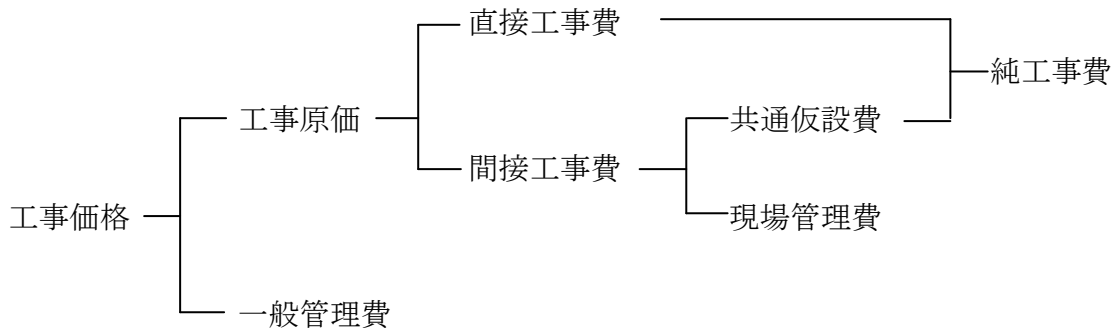 直接工事費
純工事費
工事原価
共通仮設費
間接工事費
工事価格
現場管理費
一般管理費